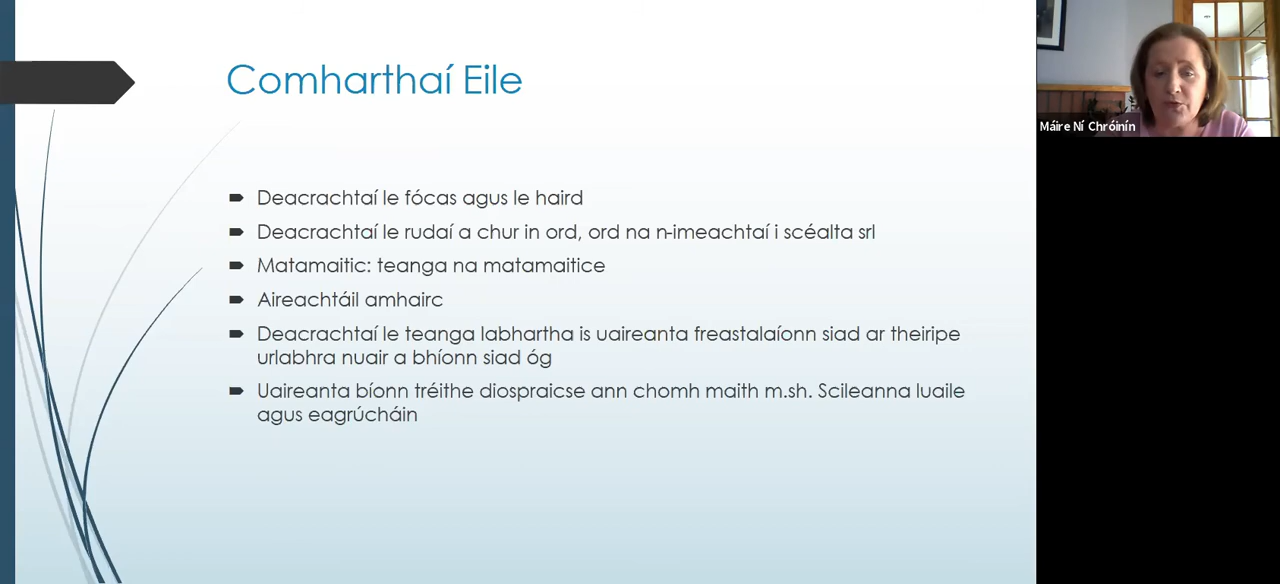 Comharthaí Eile
Deacrachtaí le fócas agus le haird
Deacrachtaí le rudaí a chur in ord, ord na n-imeachtaí i scéalta srl
Matamaitic: teanga na matamaitice
Aireachtáil amhairc
Deacrachtaí le teanga labhartha is uaireanta freastalaíonn siad ar theiripe
urlabhra nuair a bhíonn siad óg
Uaireanta bíonn tréithe diospraicse ann chomh maith m.sh. Scileanna luaile
agus eagrúcháin
Máire Ní Chróinín